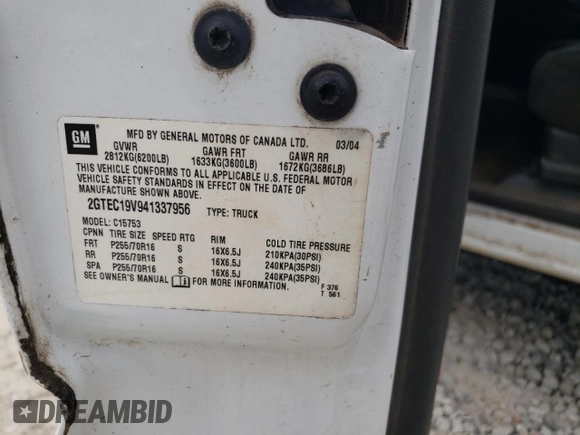 GM
MFD BY GENERAL MOTORS OF CANADA LTD. 03/04
GVWR GAWR FRT GAWR RR
2812KG(6200LB) 1633KG(3600LB) 1672KG(3686LB)
THIS VEHICLE CONFORMS TO ALL APPLICABLE U.S. FEDERAL MOTOR
VEHICLE SAFETY STANDARDS IN EFFECT ON THE DATE OF
MANUFACTURE SHOWN ABOVE.
2GTEC19V941337956 TYPE: TRUCK
MODEL: C15753
CPNN TIRE SIZE SPEED RTG RIM COLD TIRE PRESSURE
FRT P255/70R16 S 16X6.5J 210KPA(30PSI)
RR P255/70R16 S 16X6.5J 240KPA(35PSI)
SPA P255/70R16 S 16X6.5J 240KPA(35PSI)
SEE OWNER'S MANUAL FOR MORE INFORMATION.
F 376
T 561
DREAMBID